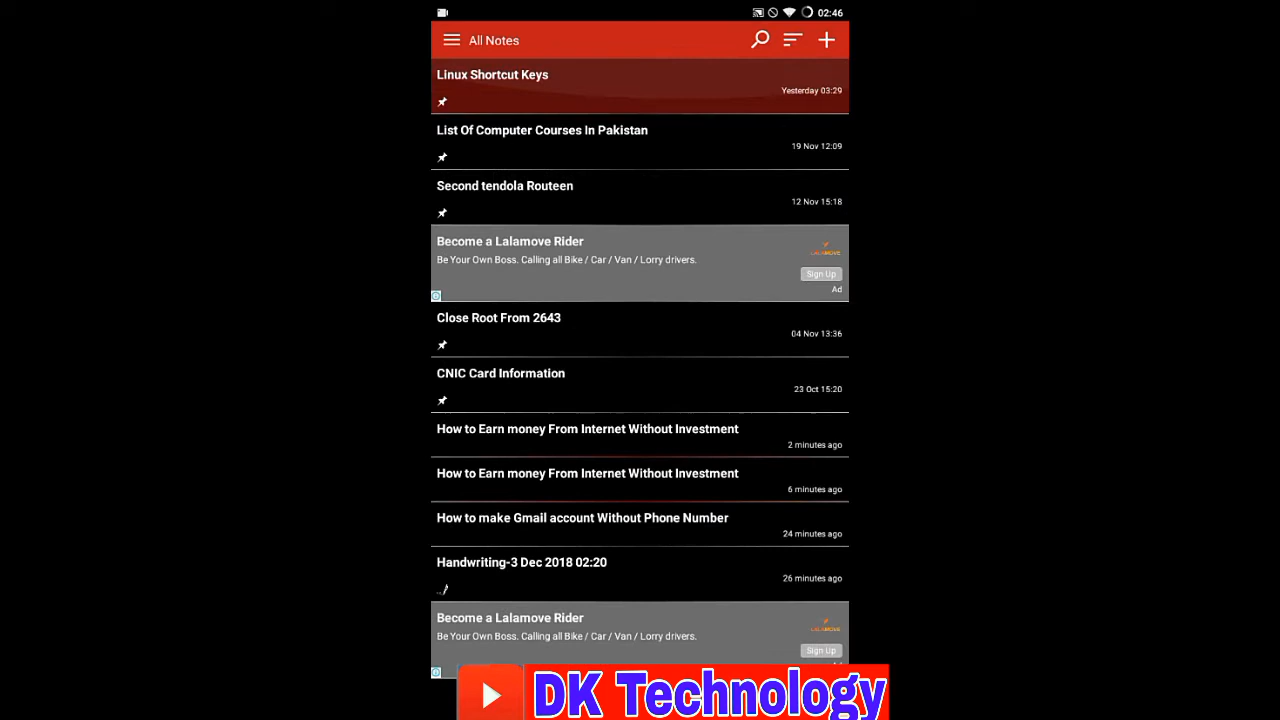 02:46
All Notes
Linux Shortcut Keys
Yesterday 03:29
List Of Computer Courses In Pakistan
19 Nov 12:09
Second tendola Routeen
12 Nov 15:18
Become a Lalamove Rider
Be Your Own Boss. Calling all Bike / Car / Van / Lorry drivers.
LALAMOVE
Sign Up
Ad
Close Root From 2643
04 Nov 13:36
CNIC Card Information
23 Oct 15:20
How to Earn money From Internet Without Investment
2 minutes ago
How to Earn money From Internet Without Investment
6 minutes ago
How to make Gmail account Without Phone Number
24 minutes ago
Handwriting-3 Dec 2018 02:20
26 minutes ago
Become a Lalamove Rider
Be Your Own Boss. Calling all Bike / Car / Van / Lorry drivers.
LALAMOVE
Sign Up
DK Technology